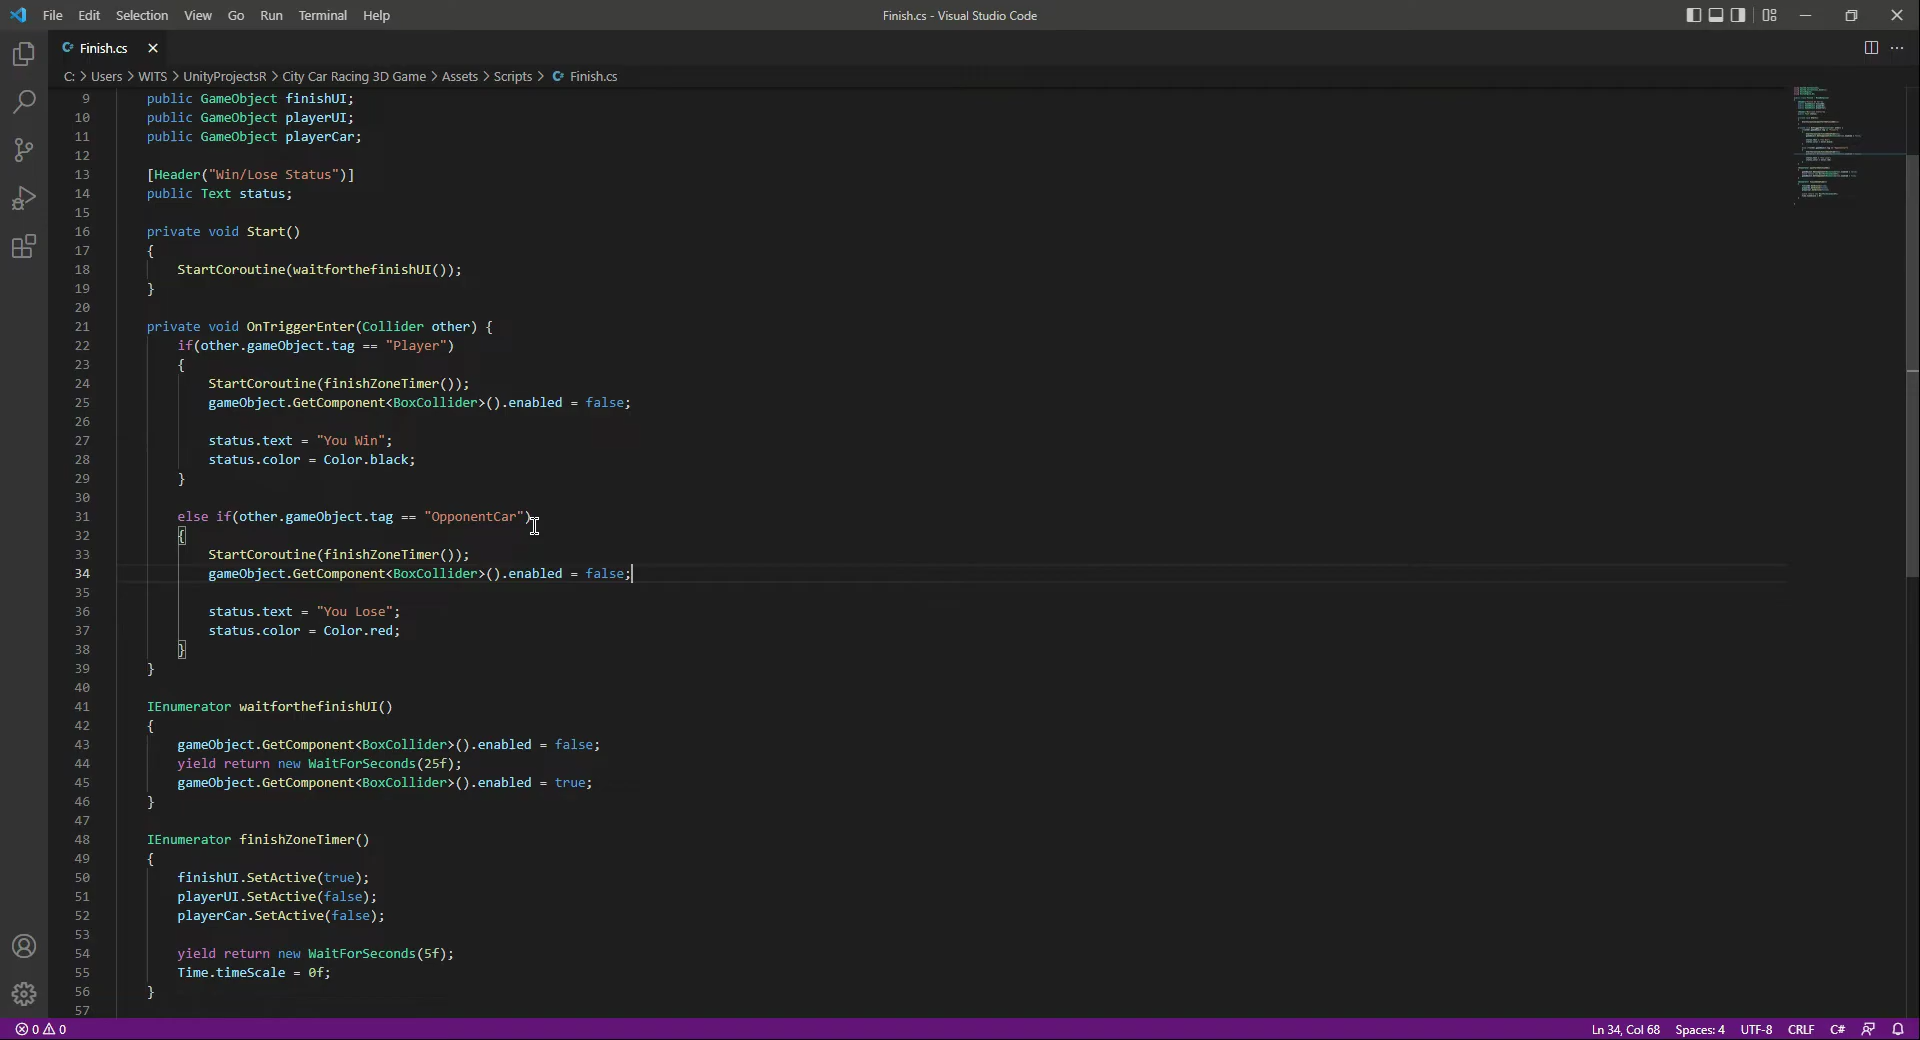 File Edit Selection View Go Run Terminal Help Finish.cs - Visual Studio Code
Finish.cs
C: > Users > WITS > UnityProjectsR > City Car Racing 3D Game > Assets > Scripts > Finish.cs
9 public GameObject finishUI;
10 public GameObject playerUI;
11 public GameObject playerCar;
12
13 [Header("Win/Lose Status")]
14 public Text status;
15
16 private void Start()
17 {
18 StartCoroutine(waitforthefinishUI());
19 }
20
21 private void OnTriggerEnter(Collider other) {
22 if(other.gameObject.tag == "Player")
23 {
24 StartCoroutine(finishZoneTimer());
25 gameObject.GetComponent<BoxCollider>().enabled = false;
26
27 status.text = "You Win";
28 status.color = Color.black;
29 }
30
31 else if(other.gameObject.tag == "OpponentCar")
32 {
33 StartCoroutine(finishZoneTimer());
34 gameObject.GetComponent<BoxCollider>().enabled = false;
35
36 status.text = "You Lose";
37 status.color = Color.red;
38 }
39 }
40
41 IEnumerator waitforthefinishUI()
42 {
43 gameObject.GetComponent<BoxCollider>().enabled = false;
44 yield return new WaitForSeconds(25f);
45 gameObject.GetComponent<BoxCollider>().enabled = true;
46 }
47
48 IEnumerator finishZoneTimer()
49 {
50 finishUI.SetActive(true);
51 playerUI.SetActive(false);
52 playerCar.SetActive(false);
53
54 yield return new WaitForSeconds(5f);
55 Time.timeScale = 0f;
56 }
57
0 0 Ln 34, Col 68 Spaces: 4 UTF-8 CRLF C#